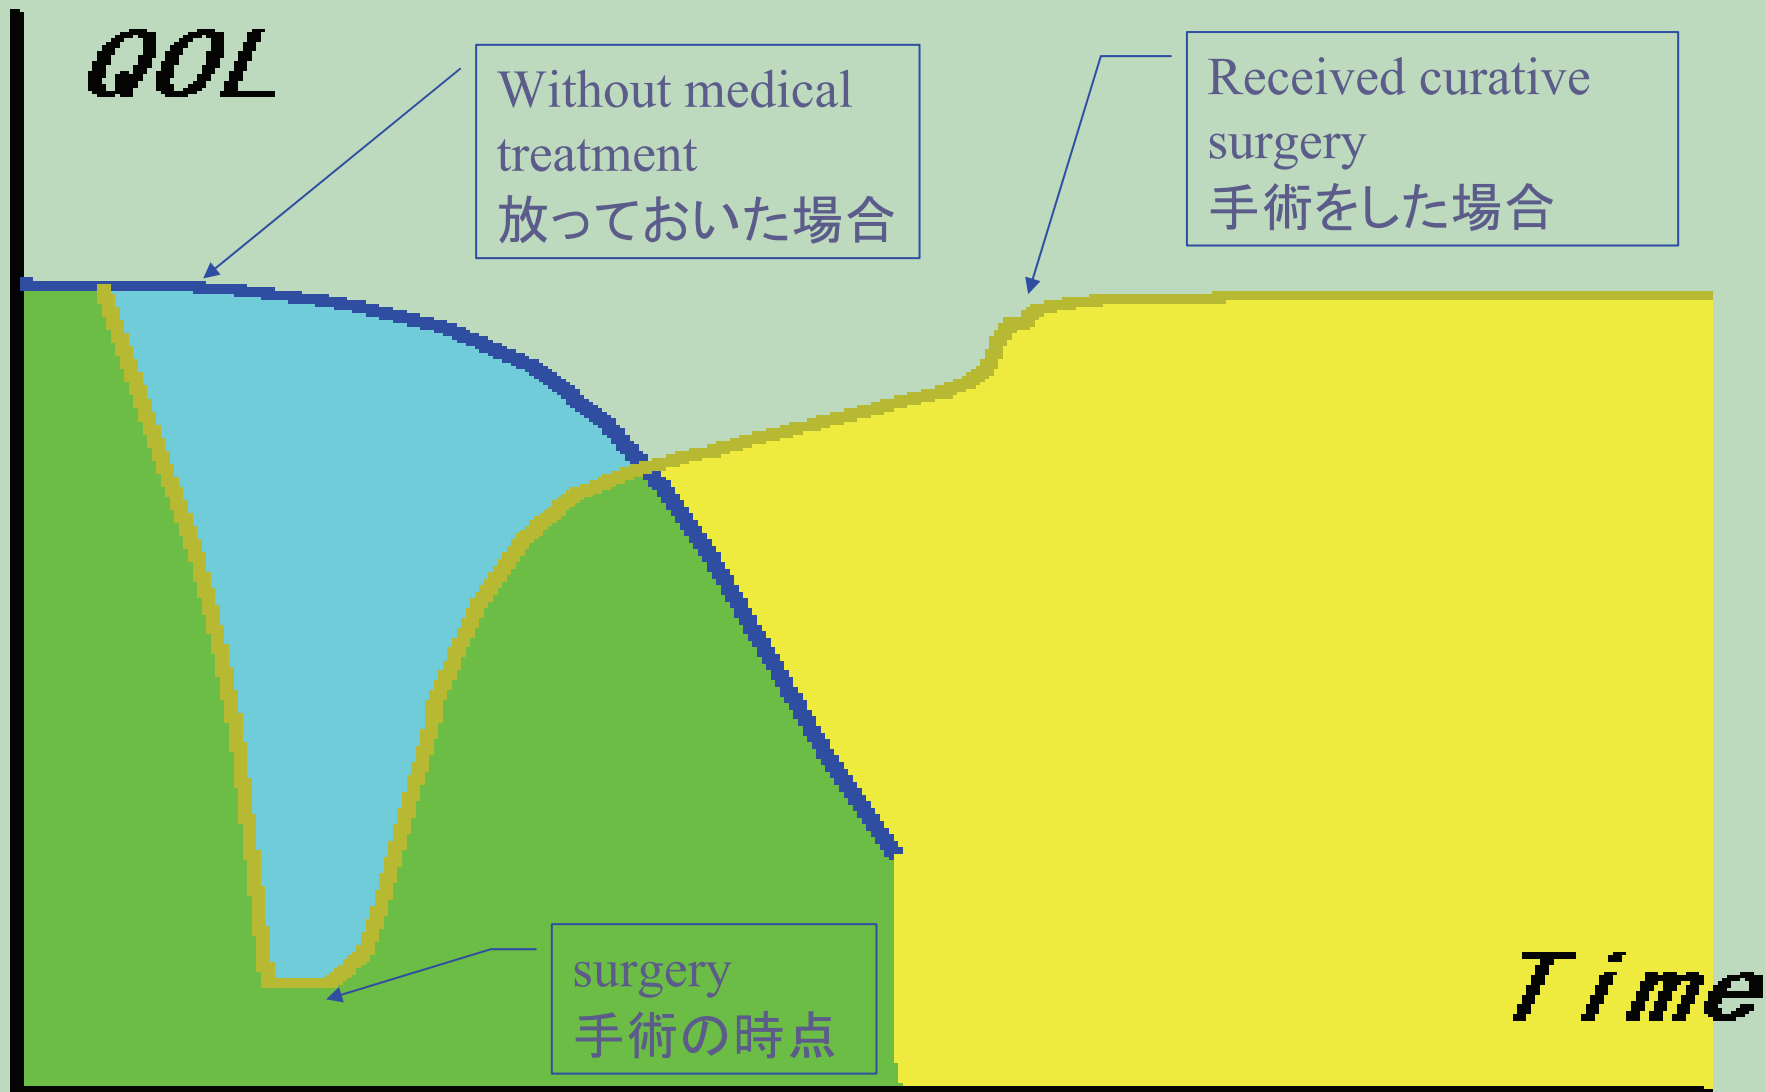 QOL
Without medical
treatment
放っておいた場合
Received curative
surgery
手術をした場合
surgery
手術の時点
Time